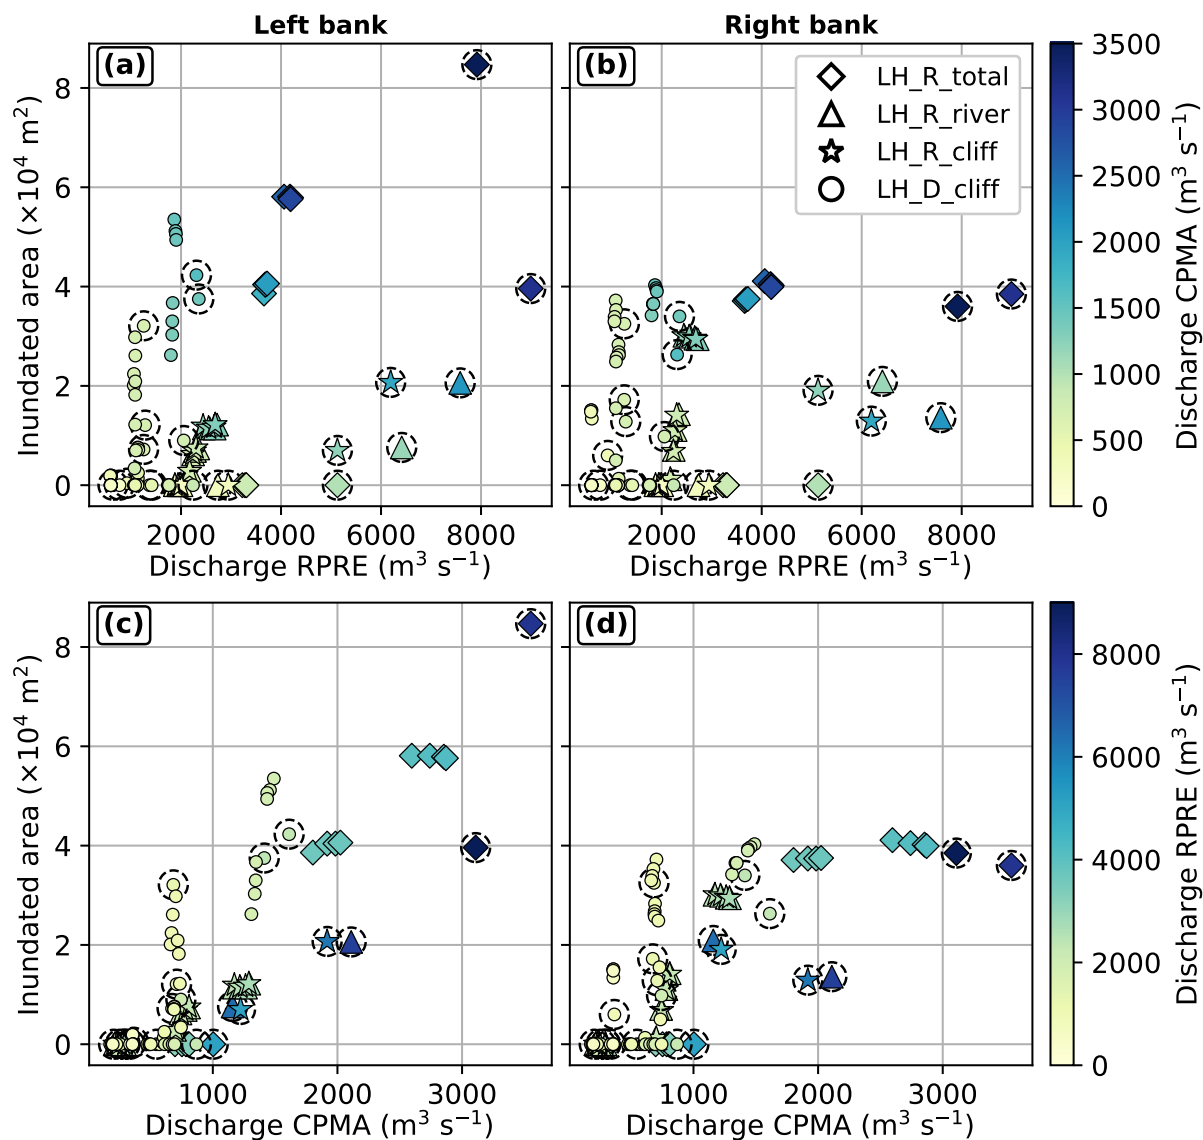 Left bank
Right bank
(a)
(b)
LH_R_total
LH_R_river
LH_R_cliff
LH_D_cliff
Inundated area (×10⁴ m²)
8
6
4
2
0
2000 4000 6000 8000
Discharge RPRE (m³ s⁻¹)
2000 4000 6000 8000
Discharge RPRE (m³ s⁻¹)
3500
3000
2500
2000
1500
1000
500
0
Discharge CPMA (m³ s⁻¹)
(c)
(d)
Inundated area (×10⁴ m²)
8
6
4
2
0
1000 2000 3000
Discharge CPMA (m³ s⁻¹)
1000 2000 3000
Discharge CPMA (m³ s⁻¹)
8000
6000
4000
2000
0
Discharge RPRE (m³ s⁻¹)